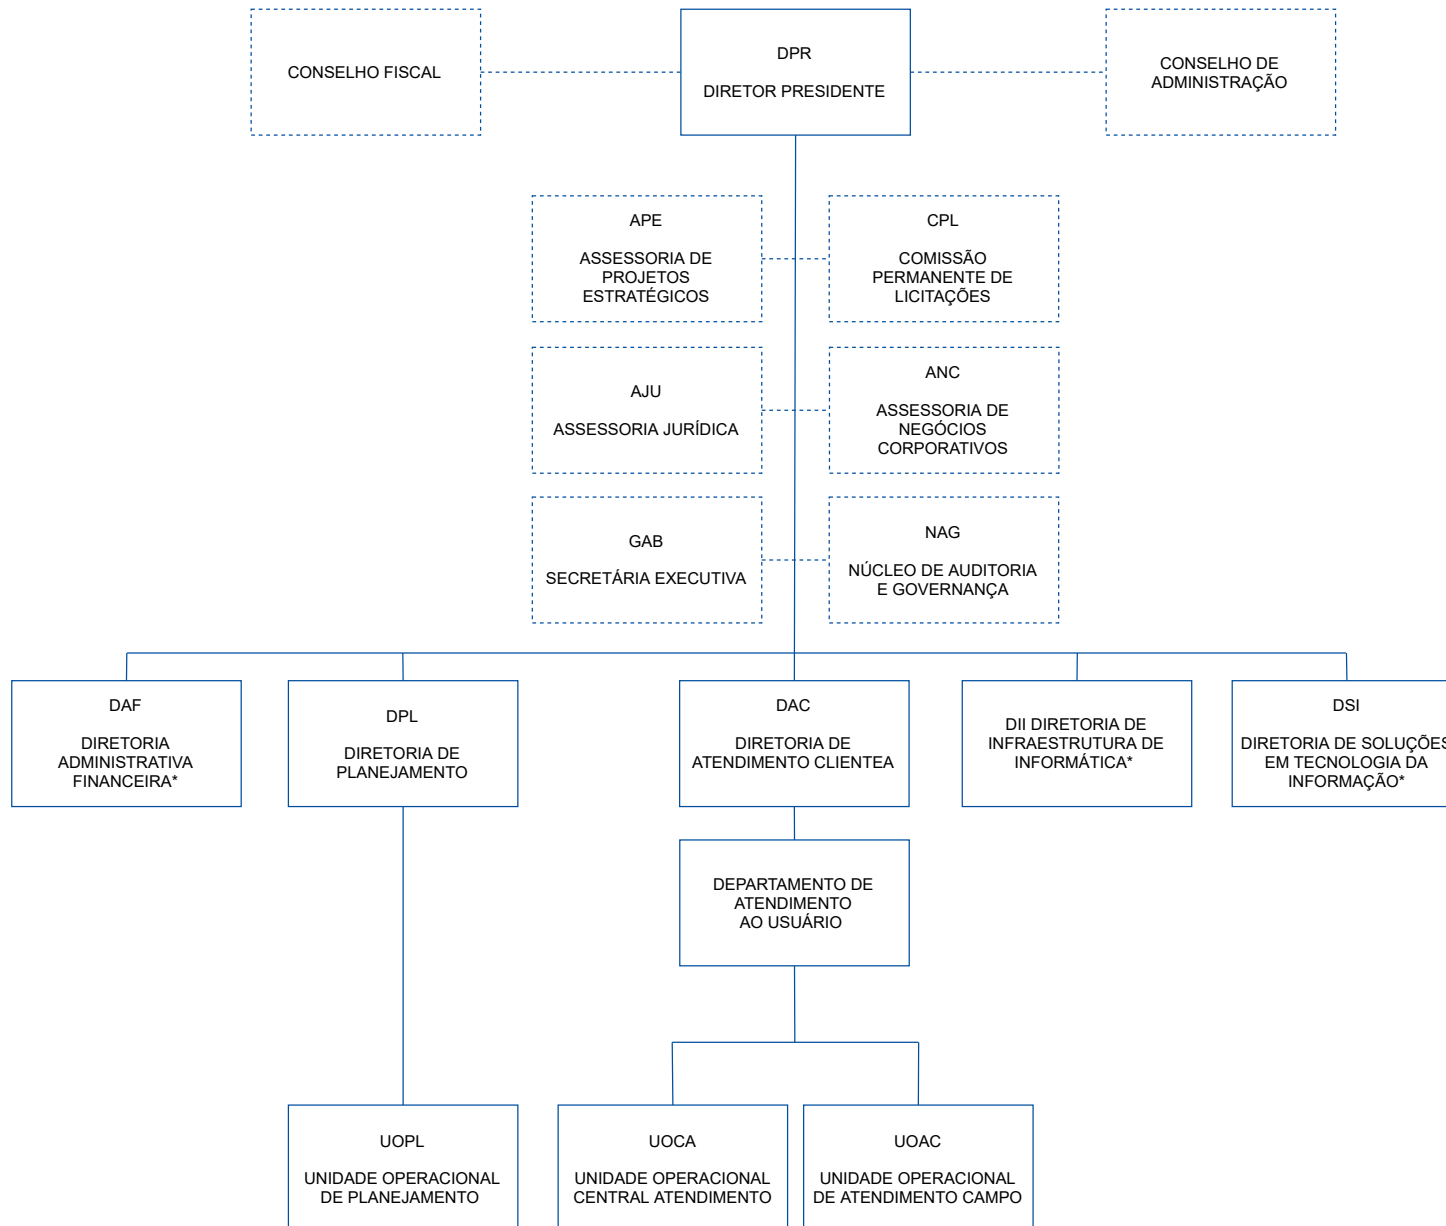 CONSELHO FISCAL
DPR
DIRETOR PRESIDENTE
CONSELHO DE
ADMINISTRAÇÃO
APE
ASSESSORIA DE
PROJETOS
ESTRATÉGICOS
CPL
COMISSÃO
PERMANENTE DE
LICITAÇÕES
AJU
ASSESSORIA JURÍDICA
ANC
ASSESSORIA DE
NEGÓCIOS
CORPORATIVOS
GAB
SECRETÁRIA EXECUTIVA
NAG
NÚCLEO DE AUDITORIA
E GOVERNANÇA
DAF
DIRETORIA
ADMINISTRATIVA
FINANCEIRA*
DPL
DIRETORIA DE
PLANEJAMENTO
DAC
DIRETORIA DE
ATENDIMENTO CLIENTEA
DII DIRETORIA DE
INFRAESTRUTURA DE
INFORMÁTICA*
DSI
DIRETORIA DE SOLUÇÕES
EM TECNOLOGIA DA
INFORMAÇÃO*
DEPARTAMENTO DE
ATENDIMENTO
AO USUÁRIO
UOPL
UNIDADE OPERACIONAL
DE PLANEJAMENTO
UOCA
UNIDADE OPERACIONAL
CENTRAL ATENDIMENTO
UOAC
UNIDADE OPERACIONAL
DE ATENDIMENTO CAMPO